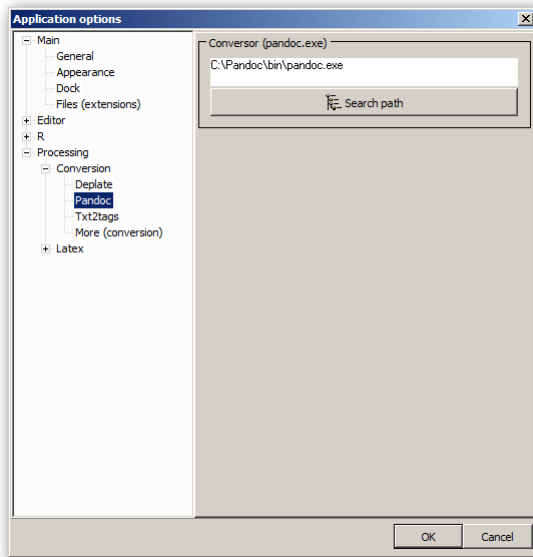 Application options
Main
General
Appearance
Dock
Files (extensions)
Editor
R
Processing
Conversion
Deplate
Pandoc
Txt2tags
More (conversion)
Latex
Conversor (pandoc.exe)
C:\Pandoc\bin\pandoc.exe
Search path
OK
Cancel